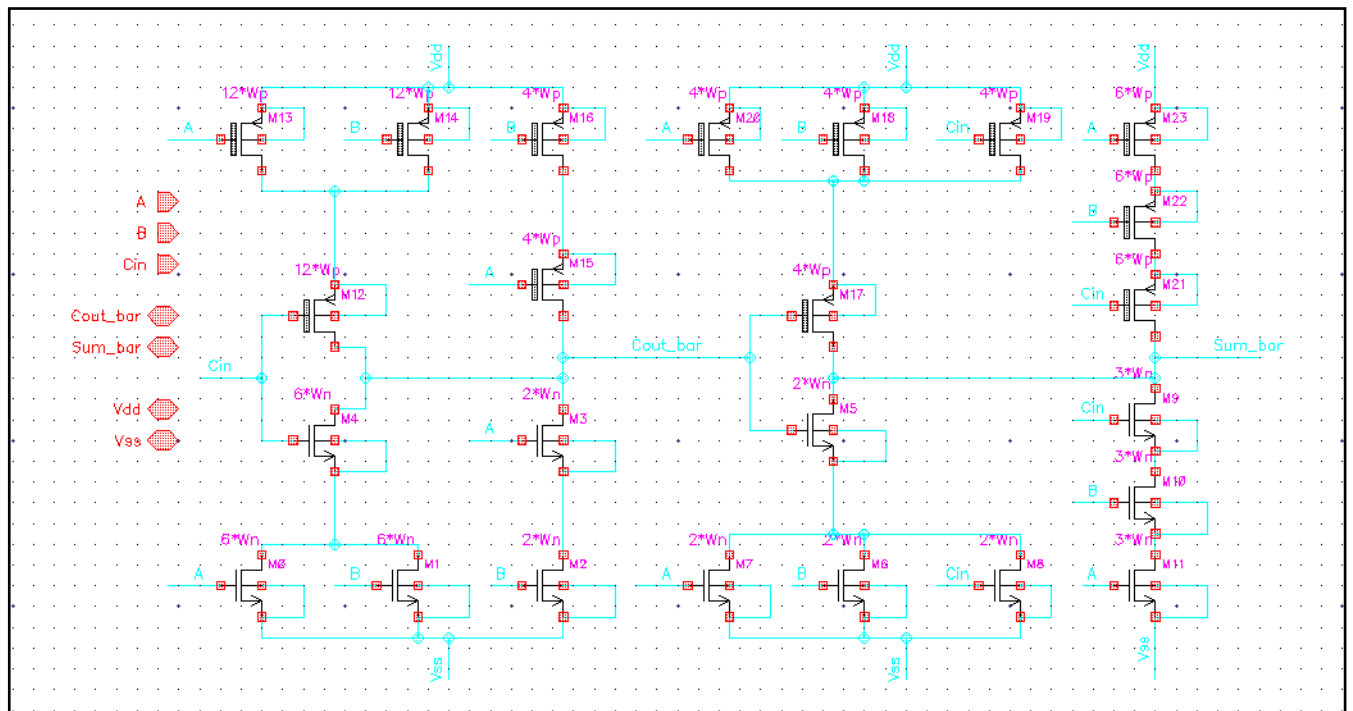 Vdd Vdd Vdd
12*Wp 12*Wp 4*Wp 4*Wp 4*Wp 4*Wp 6*Wp
M13 M14 M16 M20 M18 M19 M23
A B B A B Cin A
6*Wp
A M22
B B
4*Wp
Cin M15 6*Wp
A M21
12*Wp 4*Wp Cin
M12 M17
Cout_bar
Sum_bar Cout_bar Sum_bar
Cin 3*Wn
6*Wn 2*Wn 2*Wn M9
Vdd M4 M3 M5 Cin
Vss A
3*Wn
M10
B
6*Wn 6*Wn 2*Wn 2*Wn 2*Wn 2*Wn 3*Wn
M0 M1 M2 M7 M6 M8 M11
A B B A B Cin A
Vss Vss Vss